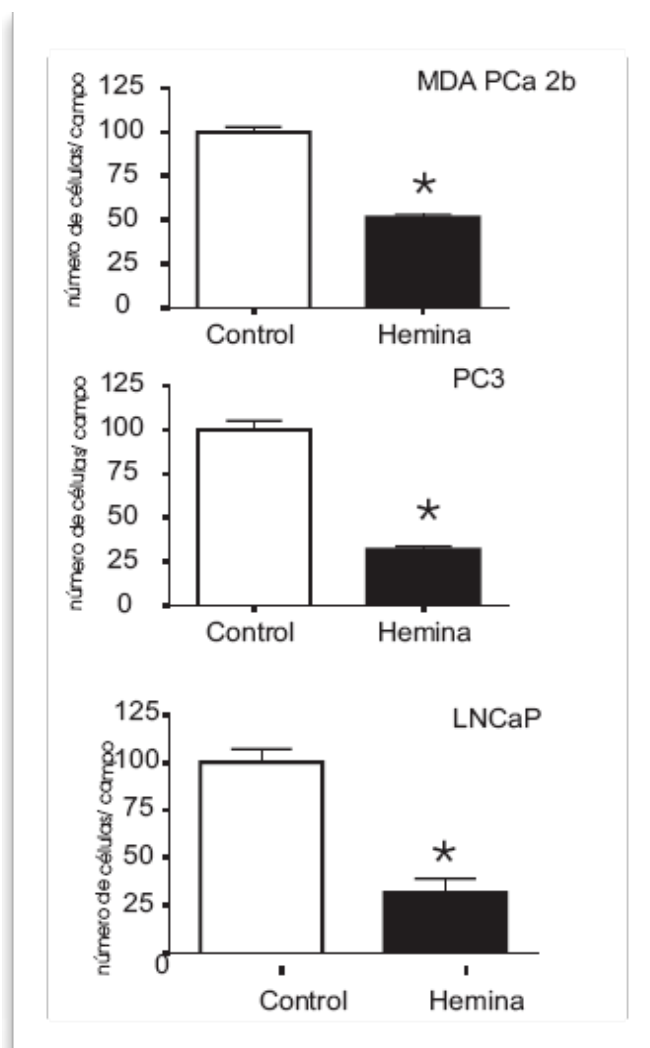 MDA PCa 2b
número de células/ campo
125
100
75
50
25
0
*
Control Hemina
PC3
número de células/ campo
125
100
75
50
25
0
*
Control Hemina
LNCaP
número de células/ campo
125
100
75
50
25
0
*
Control Hemina